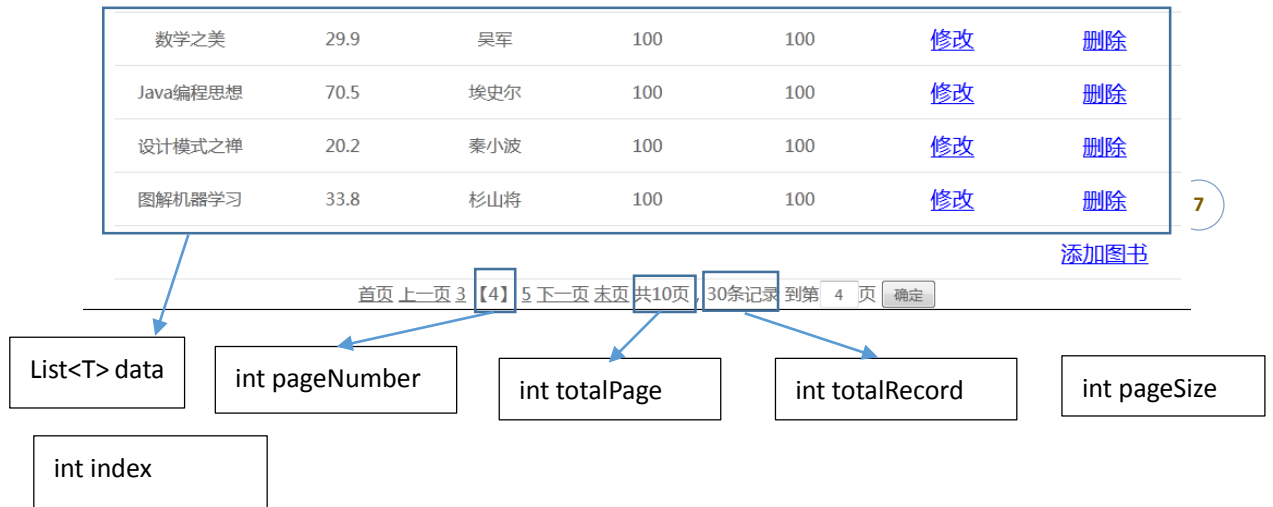 数学之美 29.9 吴军 100 100 修改 删除
Java编程思想 70.5 埃史尔 100 100 修改 删除
设计模式之禅 20.2 秦小波 100 100 修改 删除
图解机器学习 33.8 杉山将 100 100 修改 删除
7
添加图书
首页 上一页 3 【4】 5 下一页 末页 共10页 , 30条记录 到第 4 页 确定
List<T> data
int pageNumber
int totalPage
int totalRecord
int pageSize
int index